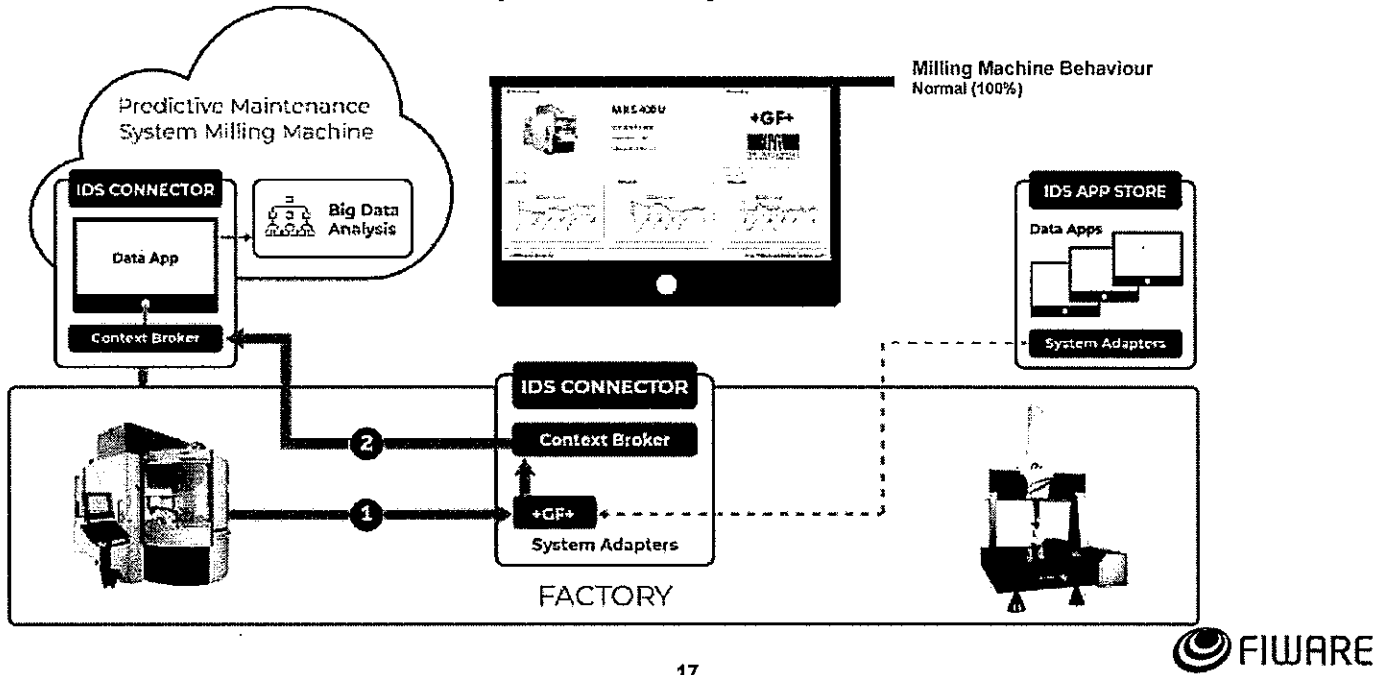 Milling Machine Behaviour
Normal (100%)
Predictive Maintenance
System Milling Machine
IDS CONNECTOR
Big Data
Analysis
Data App
Context Broker
+GF+
IDS APP STORE
Data Apps
System Adapters
IDS CONNECTOR
Context Broker
2
1
+GF+
System Adapters
FACTORY
FIWARE
17